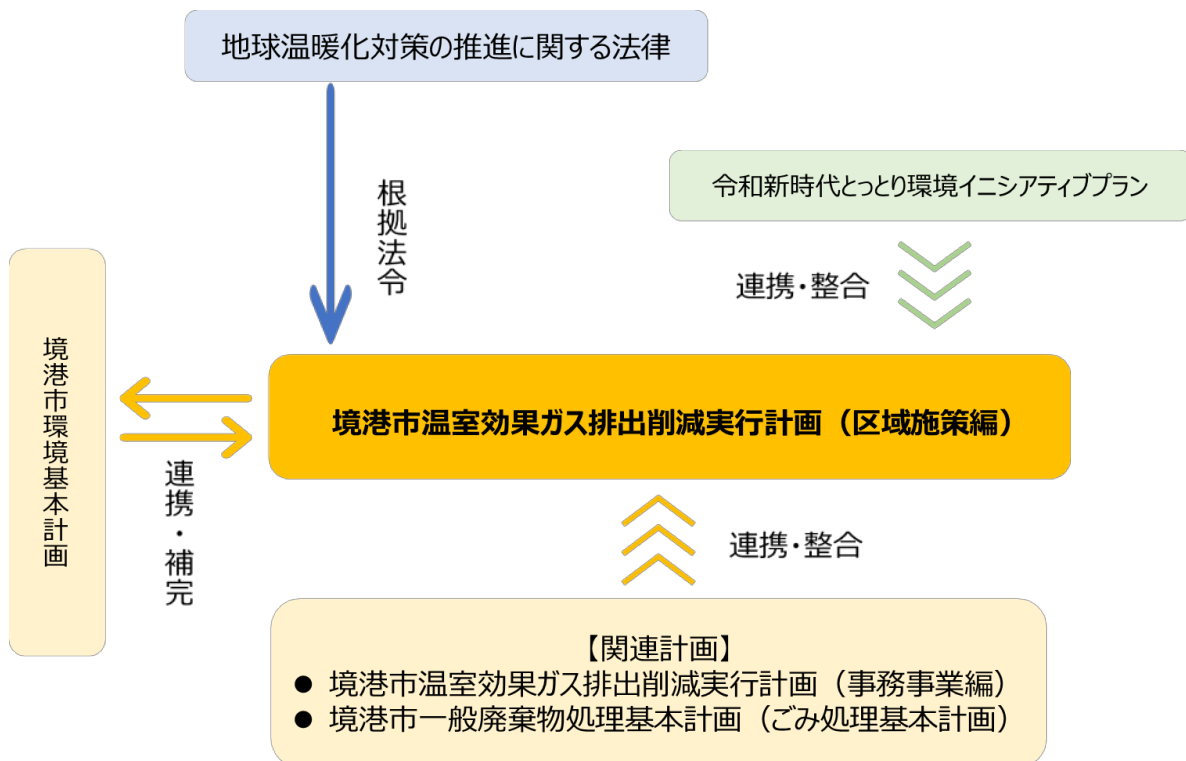 地球温暖化対策の推進に関する法律
根拠法令
令和新時代とっとり環境イニシアティブプラン
連携・整合
境港市環境基本計画
連携・補完
境港市温室効果ガス排出削減実行計画（区域施策編）
連携・整合
【関連計画】
● 境港市温室効果ガス排出削減実行計画（事務事業編）
● 境港市一般廃棄物処理基本計画（ごみ処理基本計画）